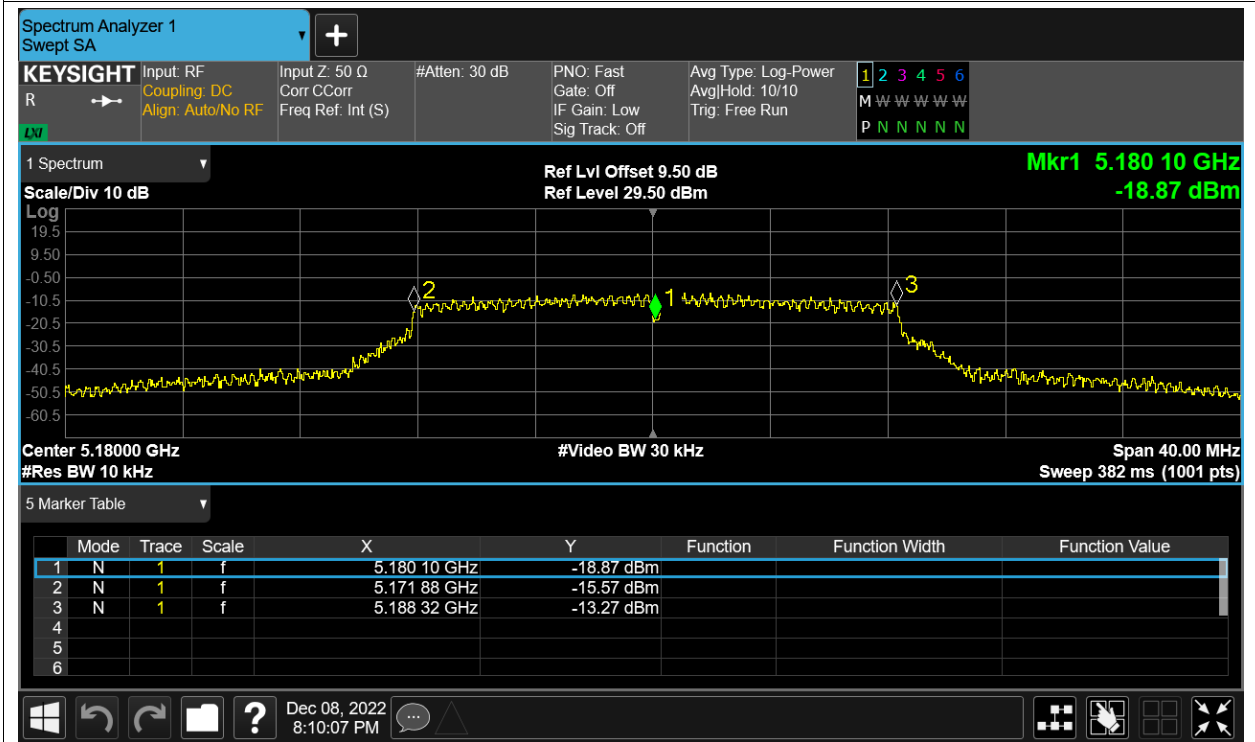 Spectrum Analyzer 1
Swept SA
+
KEYSIGHT Input: RF Input Z: 50 Ω #Atten: 30 dB PNO: Fast Avg Type: Log-Power 1 2 3 4 5 6
R Coupling: DC Corr CCorr Gate: Off Avg|Hold: 10/10 M W W W W W
Align: Auto/No RF Freq Ref: Int (S) IF Gain: Low Trig: Free Run
LXI Sig Track: Off P N N N N N
1 Spectrum Ref Lvl Offset 9.50 dB Mkr1 5.180 10 GHz
Scale/Div 10 dB Ref Level 29.50 dBm -18.87 dBm
Log
19.5
9.50
-0.50
-10.5
-20.5
-30.5
-40.5
-50.5
-60.5
2 1 3
Center 5.18000 GHz #Video BW 30 kHz Span 40.00 MHz
#Res BW 10 kHz Sweep 382 ms (1001 pts)
5 Marker Table
Mode Trace Scale X Y Function Function Width Function Value
1 N 1 f 5.180 10 GHz -18.87 dBm
2 N 1 f 5.171 88 GHz -15.57 dBm
3 N 1 f 5.188 32 GHz -13.27 dBm
4
5
6
? Dec 08, 2022
8:10:07 PM